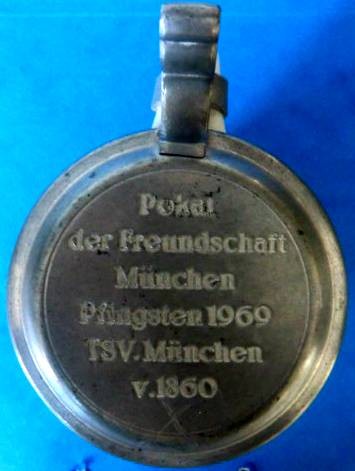 Pokal
der Freundschaft
München
Pfingsten 1969
TSV. München
v. 1860